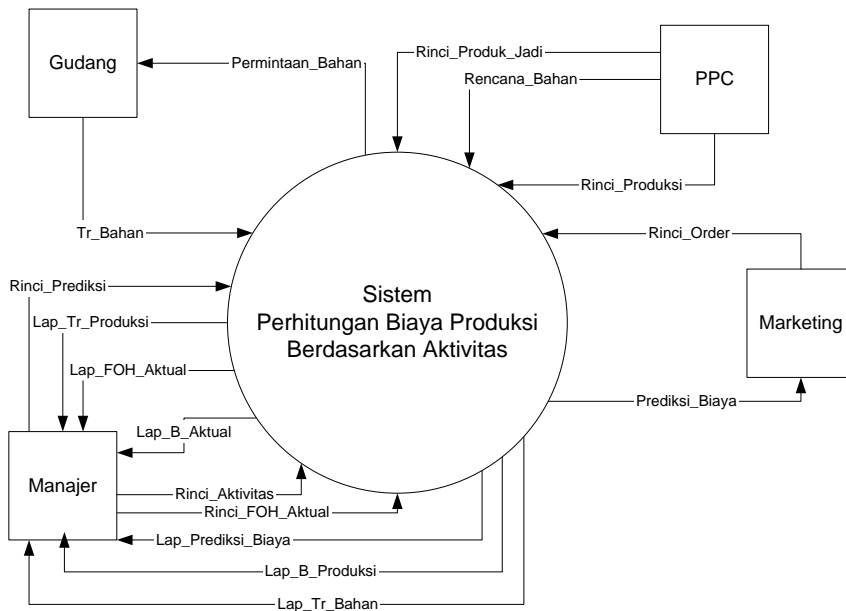 Gudang
Permintaan_Bahan
Rinci_Produk_Jadi
Rencana_Bahan
PPC
Rinci_Produksi
Tr_Bahan
Rinci_Order
Rinci_Prediksi
Lap_Tr_Produksi
Lap_FOH_Aktual
Sistem
Perhitungan Biaya Produksi
Berdasarkan Aktivitas
Marketing
Prediksi_Biaya
Lap_B_Aktual
Manajer
Rinci_Aktivitas
Rinci_FOH_Aktual
Lap_Prediksi_Biaya
Lap_B_Produksi
Lap_Tr_Bahan